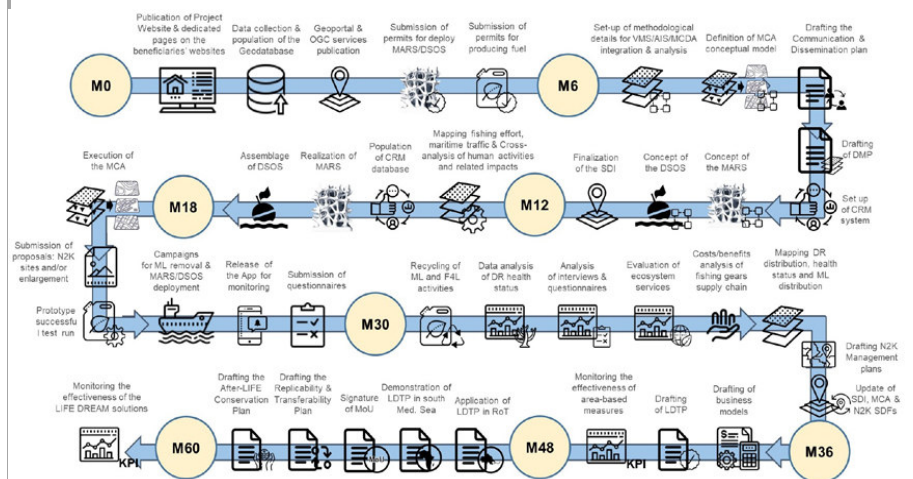 Publication of Project
Website & dedicated
pages on the
beneficiaries' websites
Data collection &
population of the
Geodatabase
Geoportal &
OGC services
publication
Submission of
permits for deploy
MARS/DSOS
Submission of
permits for
producing fuel
Set-up of methodological
details for VMS/AIS/MCDA
integration & analysis
Definition of MCA
conceptual model
Drafting the
Communication &
Dissemination plan
M0
M6
Drafting
of DMP
Set up
of CRM
system
Concept of
the MARS
Concept of
the DSOS
Finalization
of the SDI
M12
Mapping fishing effort,
maritime traffic & Cross-
analysis of human activities
and related impacts
Population
of CRM
database
Realization of
MARS
Assemblage
of DSOS
M18
Execution of
the MCA
Submission of
proposals: N2K
sites and/or
enlargement
Prototype
successfu
l test run
Campaigns
for ML removal &
MARS/DSOS
deployment
Release of
the App for
monitoring
Submission of
questionnaires
M30
Recycling of
ML and F4L
activities
Data analysis
of DR health
status
Analysis of
interviews &
questionnaires
Evaluation of
ecosystem
services
Costs/benefits
analysis of
fishing gears
supply chain
Mapping DR
distribution, health
status and ML
distribution
Drafting N2K
Management
plans
Update of
SDI, MCA &
N2K SDFs
M36
Drafting of
business
models
Drafting
of LDTP
Monitoring the
effectiveness of
area-based
measures
KPI
M48
Application of
LDTP in RoT
Demonstration of
LDTP in south
Med. Sea
Signature
of MoU
MoU
Drafting the
Replicability &
Transferability
Plan
Drafting the
After-LIFE
Conservation
Plan
M60
Monitoring the
effectiveness of the
LIFE DREAM solutions
KPI